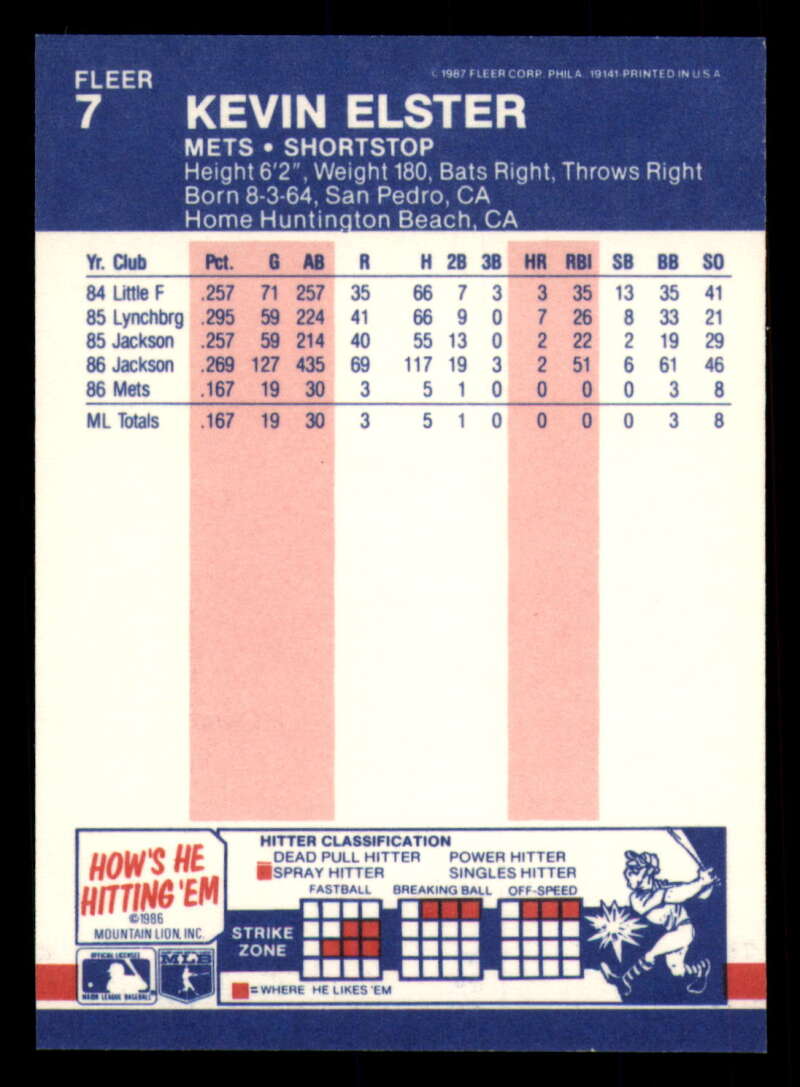 FLEER
7
© 1987 FLEER CORP. PHILA. 19141-PRINTED IN U.S.A.
KEVIN ELSTER
METS • SHORTSTOP
Height 6'2", Weight 180, Bats Right, Throws Right
Born 8-3-64, San Pedro, CA
Home Huntington Beach, CA
Yr. Club Pct. G AB R H 2B 3B HR RBI SB BB SO
84 Little F .257 71 257 35 66 7 3 3 35 13 35 41
85 Lynchbrg .295 59 224 41 66 9 0 7 26 8 33 21
85 Jackson .257 59 214 40 55 13 0 2 22 2 19 29
86 Jackson .269 127 435 69 117 19 3 2 51 6 61 46
86 Mets .167 19 30 3 5 1 0 0 0 0 3 8
ML Totals .167 19 30 3 5 1 0 0 0 0 3 8
HOW'S HE
HITTING 'EM
©1986
MOUNTAIN LION, INC.
HITTER CLASSIFICATION
DEAD PULL HITTER POWER HITTER
SPRAY HITTER SINGLES HITTER
FASTBALL BREAKING BALL OFF-SPEED
STRIKE
ZONE
=WHERE HE LIKES 'EM
OFFICIAL LICENSEE
MAJOR LEAGUE BASEBALL
MLB